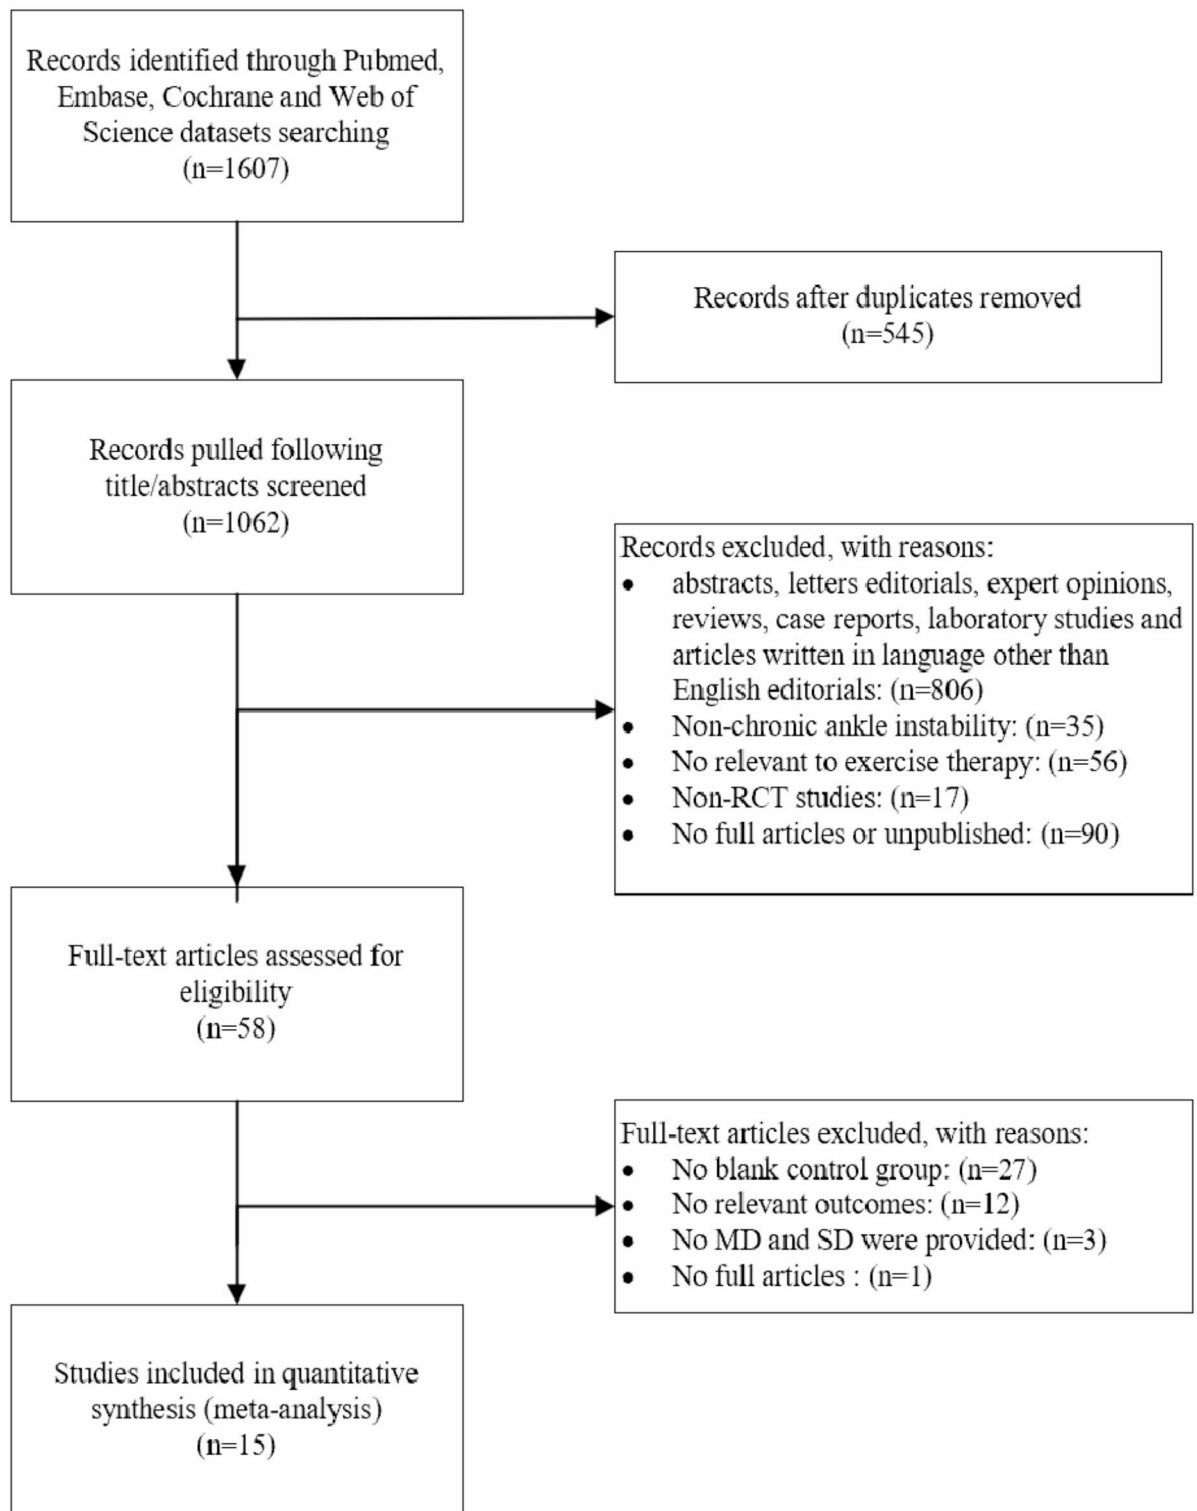 Records identified through Pubmed,
Embase, Cochrane and Web of
Science datasets searching
(n=1607)
Records after duplicates removed
(n=545)
Records pulled following
title/abstracts screened
(n=1062)
Records excluded, with reasons:
• abstracts, letters editorials, expert opinions,
reviews, case reports, laboratory studies and
articles written in language other than
English editorials: (n=806)
• Non-chronic ankle instability: (n=35)
• No relevant to exercise therapy: (n=56)
• Non-RCT studies: (n=17)
• No full articles or unpublished: (n=90)
Full-text articles assessed for
eligibility
(n=58)
Full-text articles excluded, with reasons:
• No blank control group: (n=27)
• No relevant outcomes: (n=12)
• No MD and SD were provided: (n=3)
• No full articles : (n=1)
Studies included in quantitative
synthesis (meta-analysis)
(n=15)